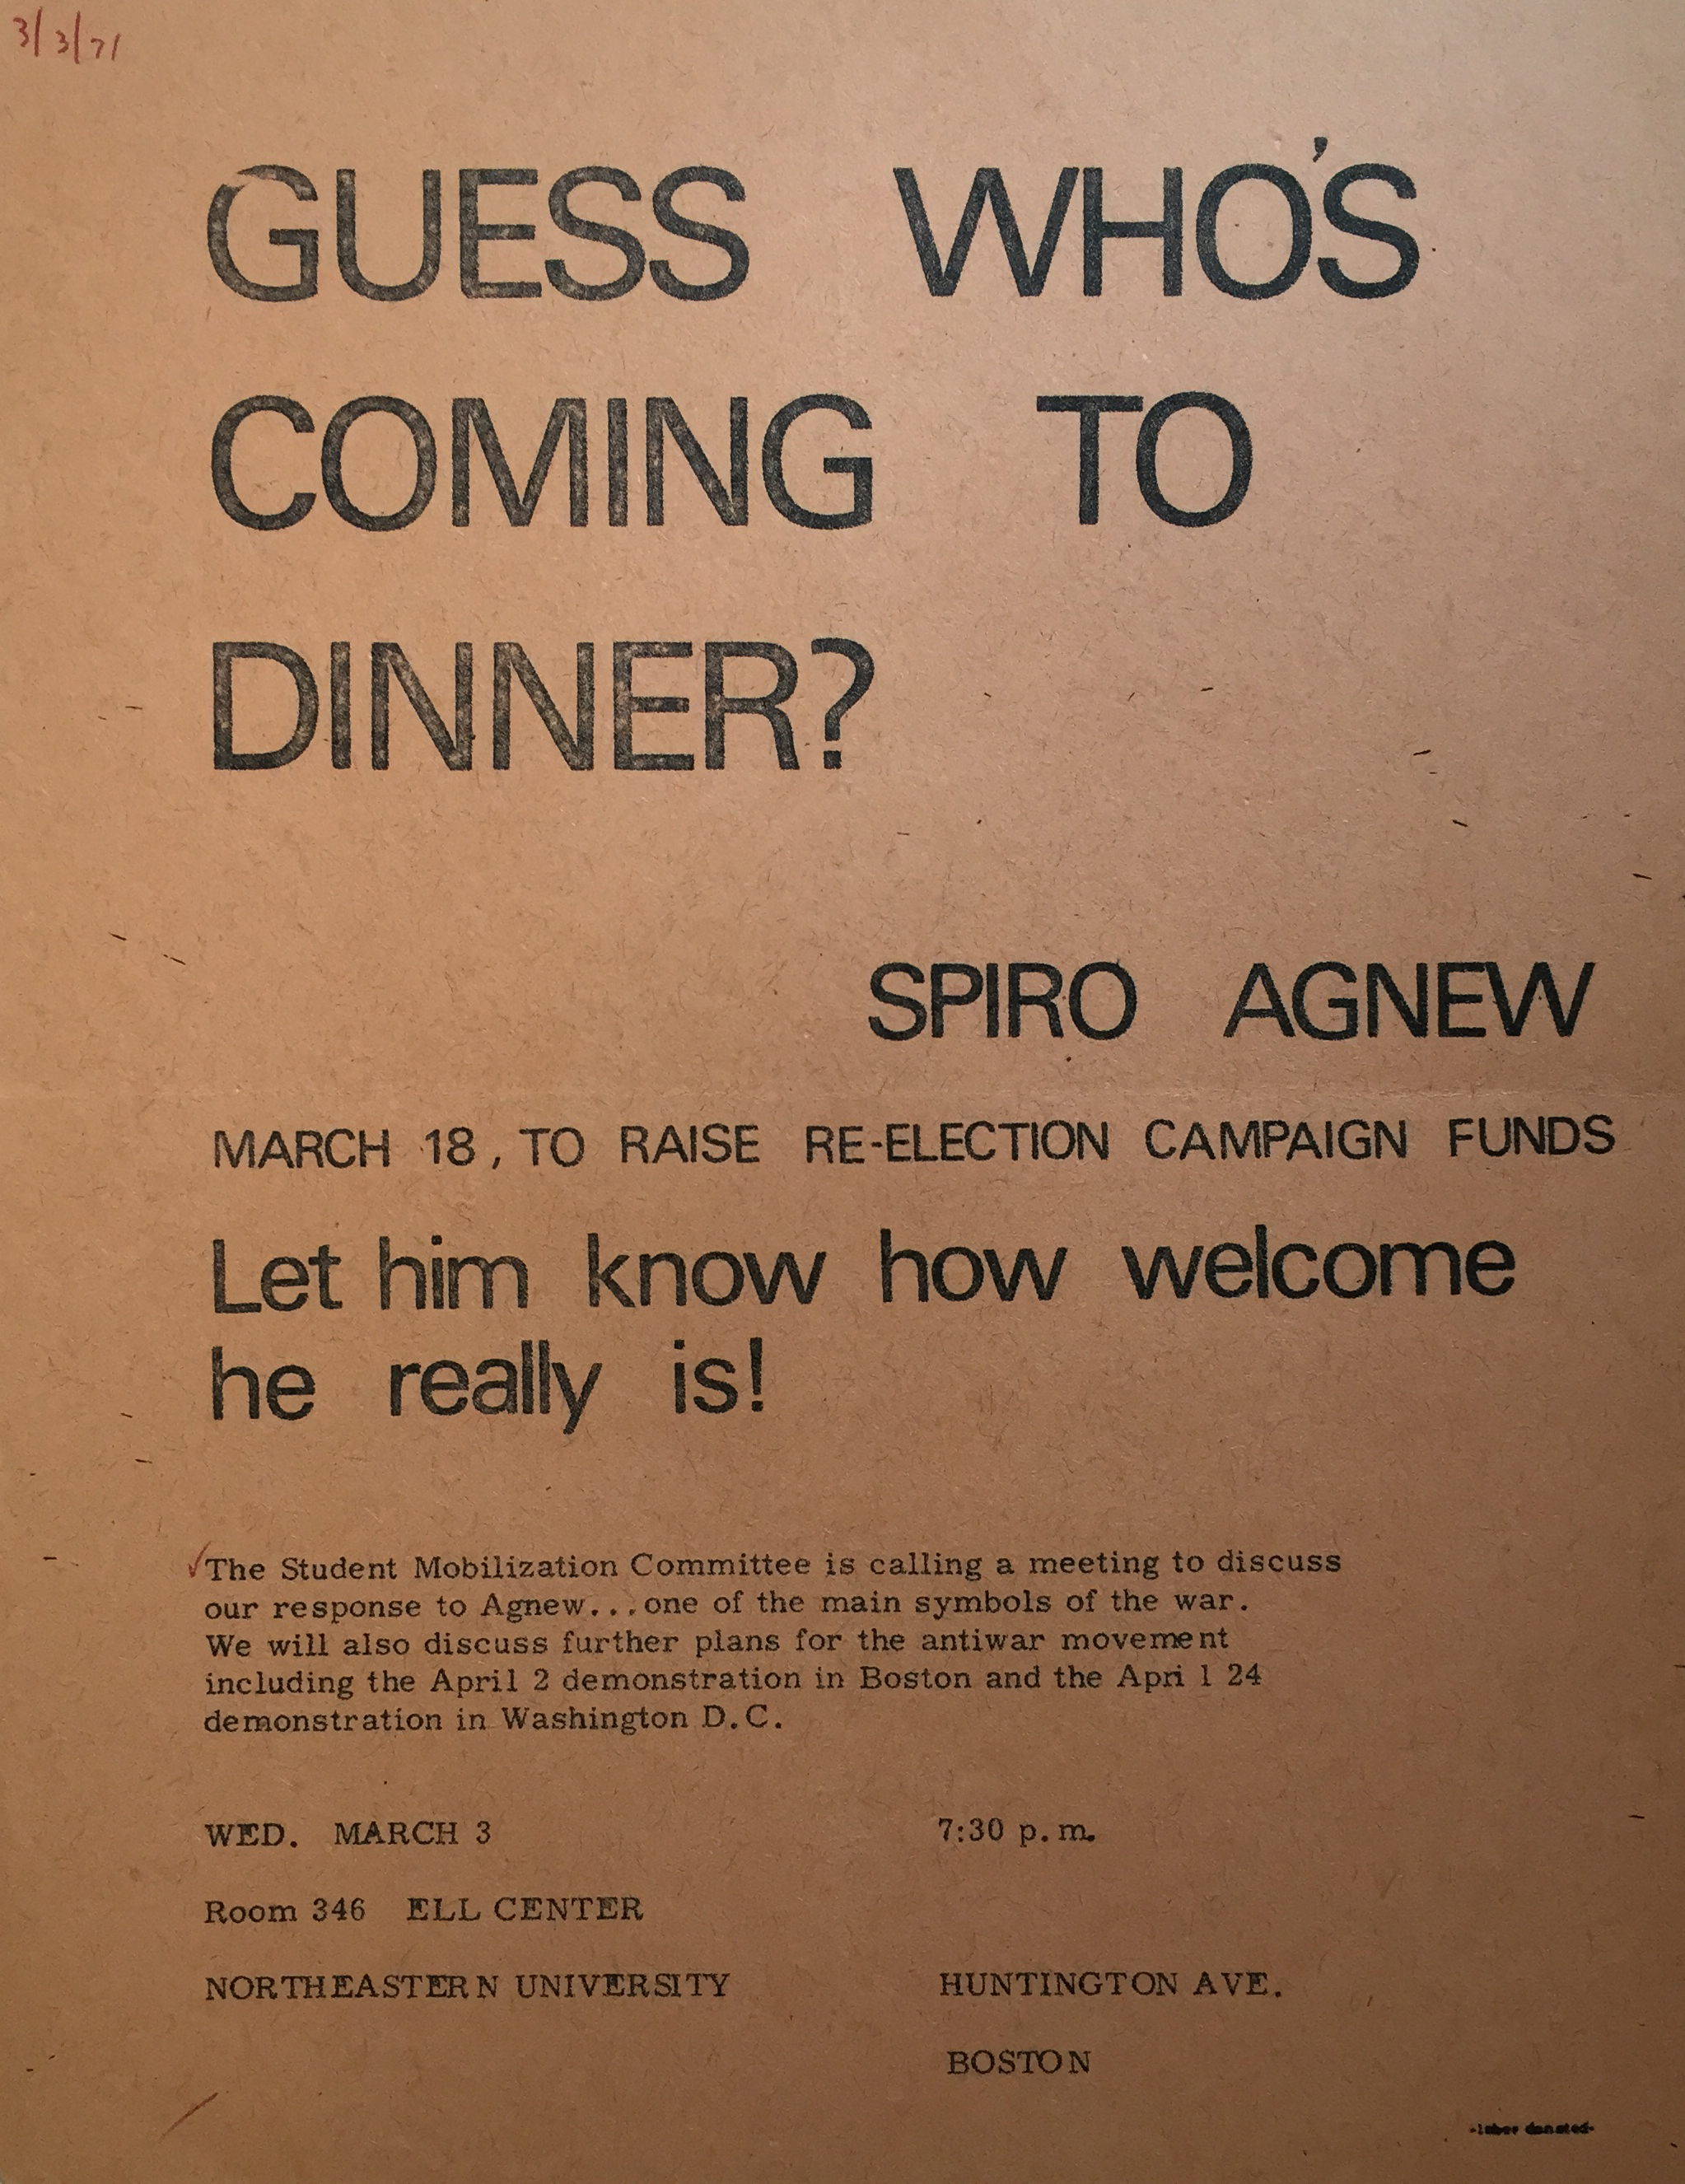 3/3/71
GUESS WHO'S
COMING TO
DINNER?
SPIRO AGNEW
MARCH 18, TO RAISE RE-ELECTION CAMPAIGN FUNDS
Let him know how welcome
he really is!
The Student Mobilization Committee is calling a meeting to discuss
our response to Agnew...one of the main symbols of the war.
We will also discuss further plans for the antiwar movement
including the April 2 demonstration in Boston and the April 24
demonstration in Washington D.C.
WED. MARCH 3 7:30 p.m.
Room 346 ELL CENTER
NORTHEASTERN UNIVERSITY HUNTINGTON AVE.
BOSTON
-labor donated-